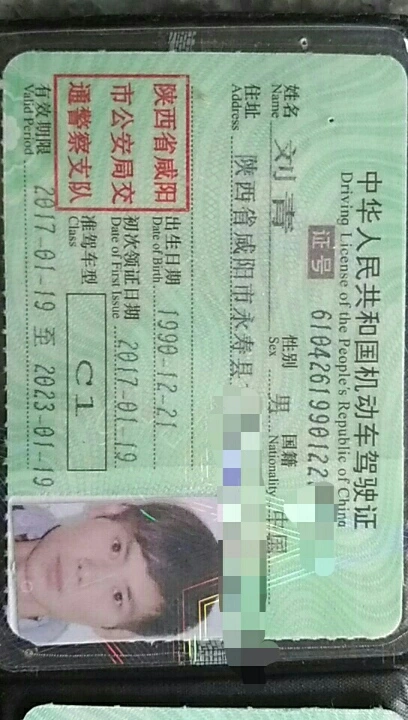 中华人民共和国机动车驾驶证
Driving License of the People's Republic of China
证号 61042619901221
姓名 刘青 性别 男 国籍 中国
Name Sex Nationality
住址 陕西省咸阳市永寿县
Address
陕西省咸阳
市公安局交
通警察支队
出生日期 1990-12-21
Date of Birth
初次领证日期 2017-01-19
Date of First Issue
准驾车型 C1
Class
有效期限 2017-01-19 至 2023-01-19
Valid Period